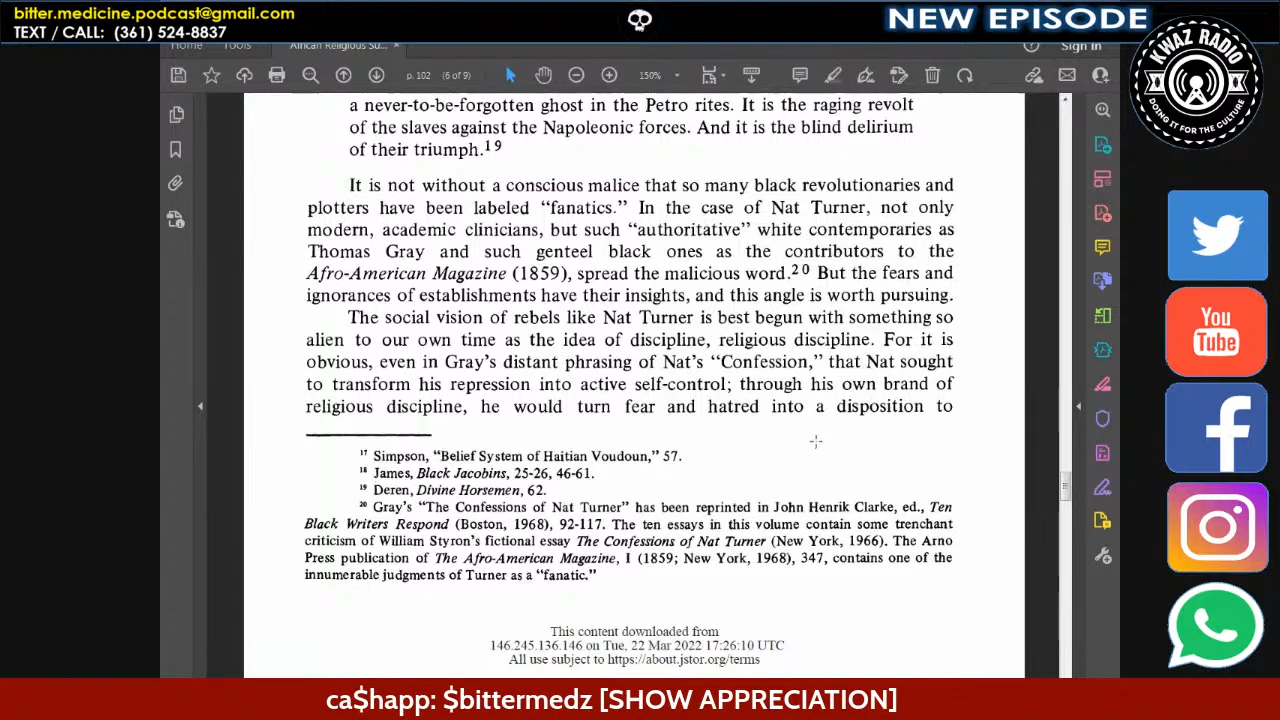 bitter.medicine.podcast@gmail.com
TEXT / CALL: (361) 524-8837
NEW EPISODE
KWAZ RADIO
DOING IT FOR THE CULTURE
Home Tools African Religious Su... × Sign In
p. 102 (6 of 9) 150%
a never-to-be-forgotten ghost in the Petro rites. It is the raging revolt
of the slaves against the Napoleonic forces. And it is the blind delirium
of their triumph.19
It is not without a conscious malice that so many black revolutionaries and
plotters have been labeled “fanatics.” In the case of Nat Turner, not only
modern, academic clinicians, but such “authoritative” white contemporaries as
Thomas Gray and such genteel black ones as the contributors to the
Afro-American Magazine (1859), spread the malicious word.20 But the fears and
ignorances of establishments have their insights, and this angle is worth pursuing.
The social vision of rebels like Nat Turner is best begun with something so
alien to our own time as the idea of discipline, religious discipline. For it is
obvious, even in Gray’s distant phrasing of Nat’s “Confession,” that Nat sought
to transform his repression into active self-control; through his own brand of
religious discipline, he would turn fear and hatred into a disposition to
17 Simpson, “Belief System of Haitian Voudoun,” 57.
18 James, Black Jacobins, 25-26, 46-61.
19 Deren, Divine Horsemen, 62.
20 Gray’s “The Confessions of Nat Turner” has been reprinted in John Henrik Clarke, ed., Ten
Black Writers Respond (Boston, 1968), 92-117. The ten essays in this volume contain some trenchant
criticism of William Styron’s fictional essay The Confessions of Nat Turner (New York, 1966). The Arno
Press publication of The Afro-American Magazine, I (1859; New York, 1968), 347, contains one of the
innumerable judgments of Turner as a “fanatic.”
This content downloaded from
146.245.136.146 on Tue, 22 Mar 2022 17:26:10 UTC
All use subject to https://about.jstor.org/terms
You
Tube
ca$happ: $bittermedz [SHOW APPRECIATION]